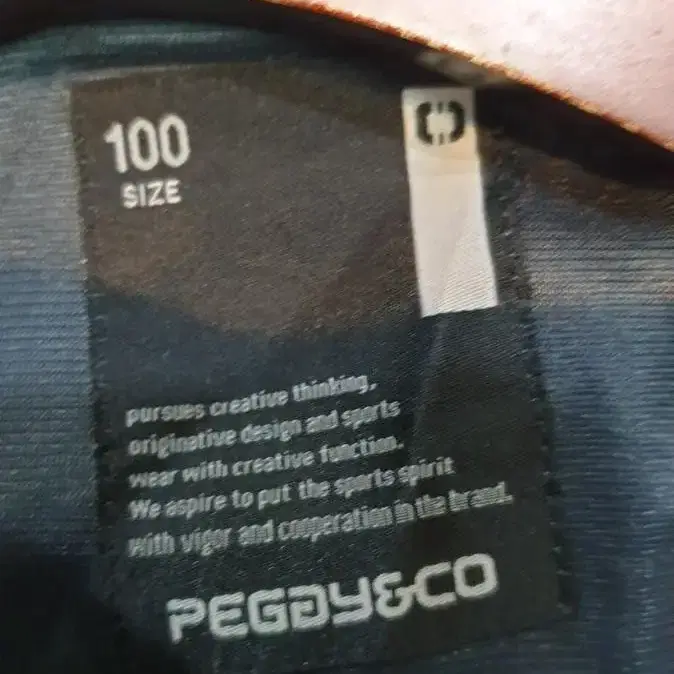 100
SIZE
pursues creative thinking,
originative design and sports
wear with creative function.
We aspire to put the sports spirit
with vigor and cooperation in the brand.
PEGGY&CO